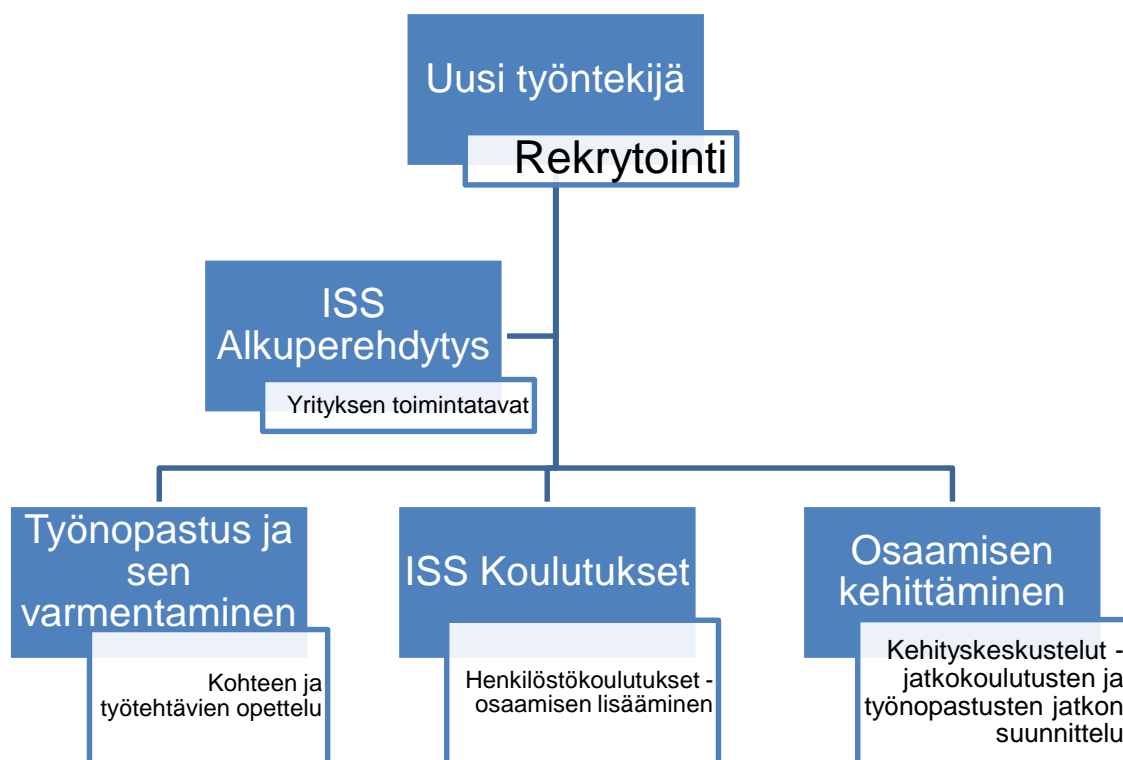 Uusi työntekijä
Rekrytointi
ISS
Alkuperehdytys
Yrityksen toimintatavat
Työnopastus ja
sen
varmentaminen
Kohteen ja
työtehtävien opettelu
ISS Koulutukset
Henkilöstökoulutukset -
osaamisen lisääminen
Osaamisen
kehittäminen
Kehityskeskustelut -
jatkokoulutusten ja
työnopastusten jatkon
suunnittelu